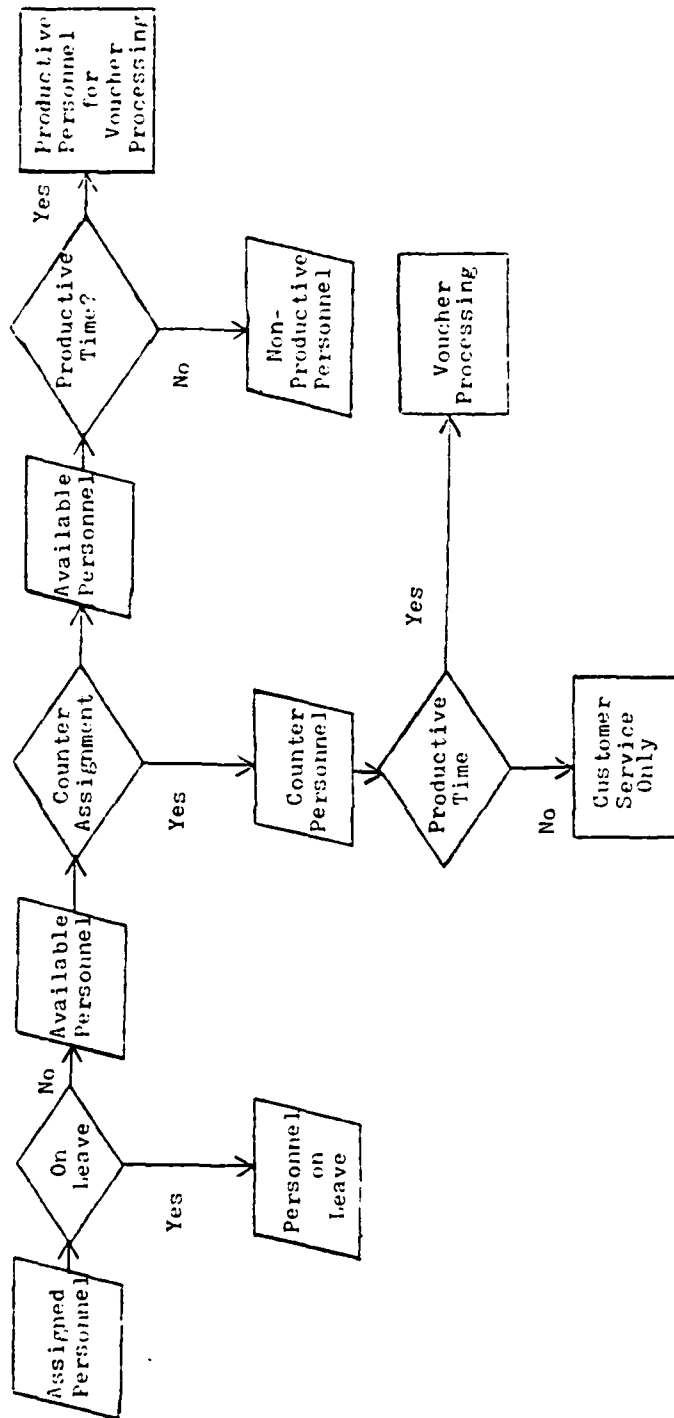 Assigned
Personnel
On
Leave
No
Yes
Personnel
on
Leave
Available
Personnel
Counter
Assignment
Yes
Counter
Personnel
Productive
Time
Yes
Voucher
Processing
No
Customer
Service
Only
Available
Personnel
Productive
Time?
Yes
Productive
Personnel
for
Voucher
Processing
No
Non-
Productive
Personnel